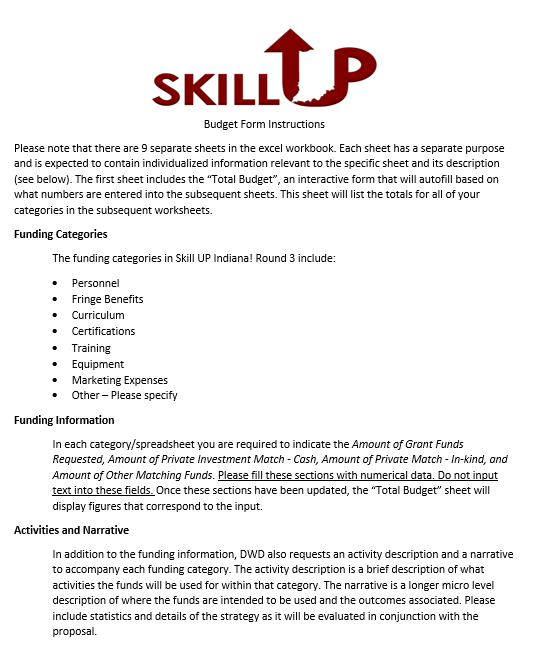 SKILLUP
Budget Form Instructions
Please note that there are 9 separate sheets in the excel workbook. Each sheet has a separate purpose
and is expected to contain individualized information relevant to the specific sheet and its description
(see below). The first sheet includes the “Total Budget”, an interactive form that will autofill based on
what numbers are entered into the subsequent sheets. This sheet will list the totals for all of your
categories in the subsequent worksheets.
Funding Categories
The funding categories in Skill UP Indiana! Round 3 include:
• Personnel
• Fringe Benefits
• Curriculum
• Certifications
• Training
• Equipment
• Marketing Expenses
• Other – Please specify
Funding Information
In each category/spreadsheet you are required to indicate the Amount of Grant Funds
Requested, Amount of Private Investment Match - Cash, Amount of Private Match - In-kind, and
Amount of Other Matching Funds. Please fill these sections with numerical data. Do not input
text into these fields. Once these sections have been updated, the “Total Budget” sheet will
display figures that correspond to the input.
Activities and Narrative
In addition to the funding information, DWD also requests an activity description and a narrative
to accompany each funding category. The activity description is a brief description of what
activities the funds will be used for within that category. The narrative is a longer micro level
description of where the funds are intended to be used and the outcomes associated. Please
include statistics and details of the strategy as it will be evaluated in conjunction with the
proposal.